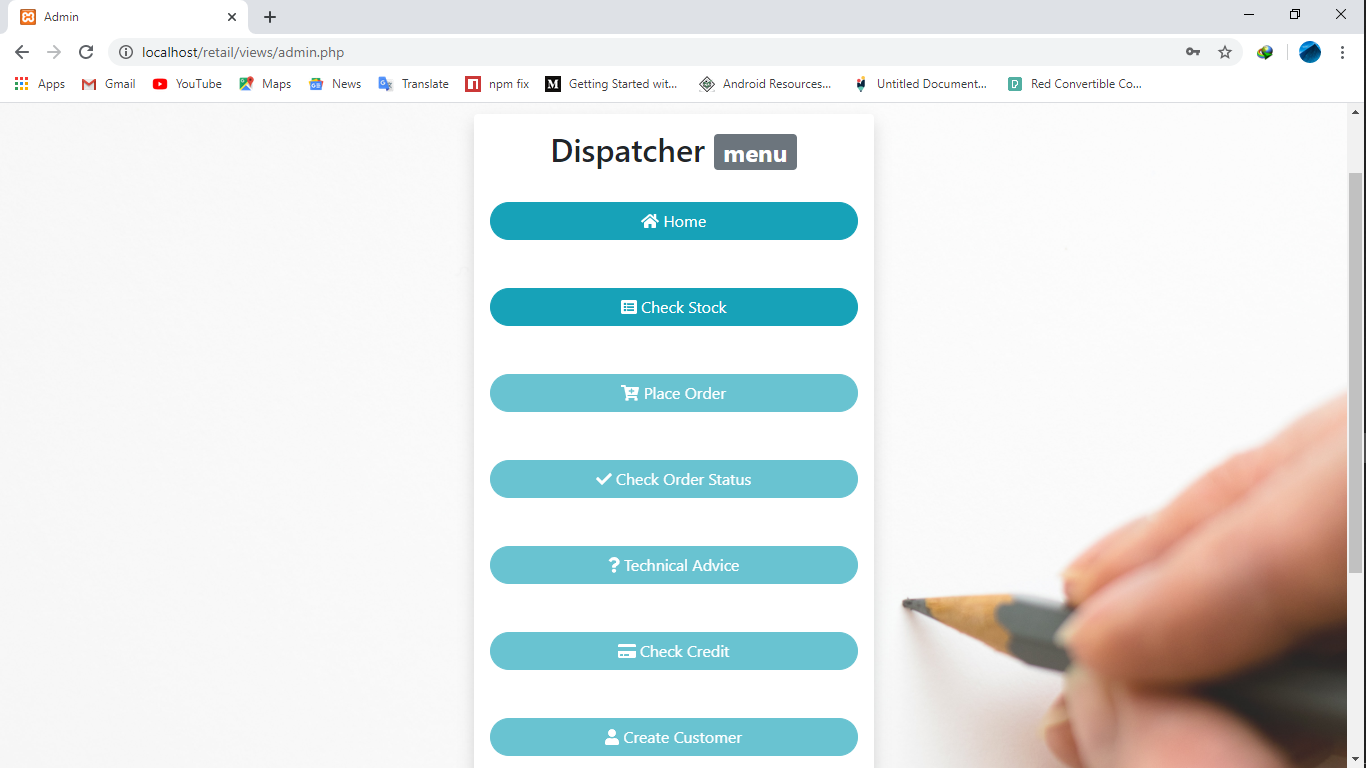 Admin
localhost/retail/views/admin.php
Apps Gmail YouTube Maps News Translate npm fix Getting Started wit... Android Resources... Untitled Document... Red Convertible Co...
Dispatcher menu
Home
Check Stock
Place Order
Check Order Status
Technical Advice
Check Credit
Create Customer